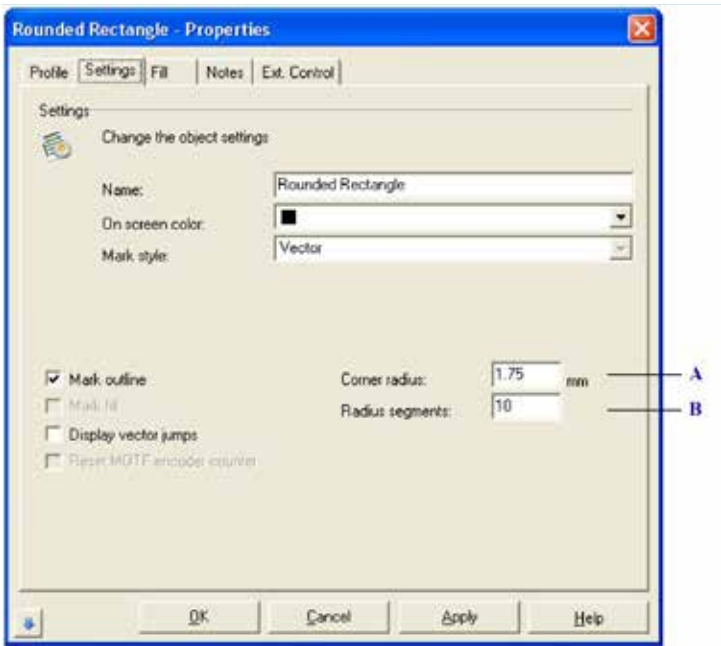 Rounded Rectangle - Properties
Profile Settings Fill Notes Ext. Control
Settings
Change the object settings
Name: Rounded Rectangle
On screen color:
Mark style: Vector
Mark outline Corner radius: 1.75 mm A
Mark fill Radius segments: 10 B
Display vector jumps
Reset MOTF encoder counter
OK Cancel Apply Help